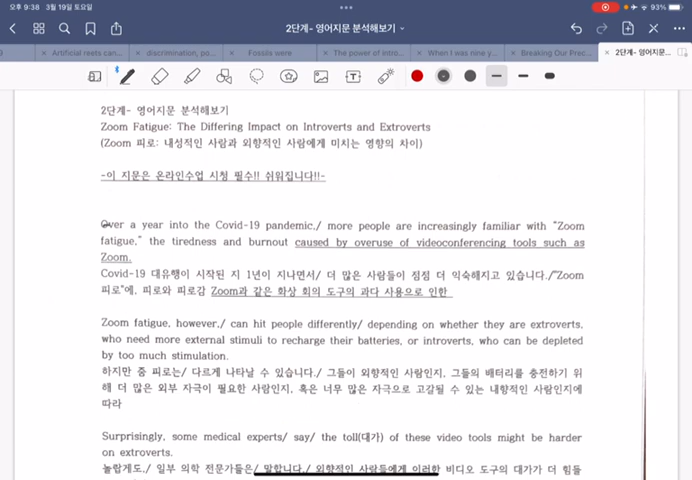 오후 9:38 3월 19일 토요일
93%
2단계- 영어지문 분석해보기
9
Artificial reets can...
discrimination, po...
Fossils were
The power of intro...
When I was nine y...
Breaking Our Prec...
2단계- 영어지문...
2단계- 영어지문 분석해보기
Zoom Fatigue: The Differing Impact on Introverts and Extroverts
(Zoom 피로: 내성적인 사람과 외향적인 사람에게 미치는 영향의 차이)
-이 지문은 온라인수업 시청 필수!! 쉬워집니다!!-
Over a year into the Covid-19 pandemic,/ more people are increasingly familiar with "Zoom
fatigue," the tiredness and burnout caused by overuse of videoconferencing tools such as
Zoom.
Covid-19 대유행이 시작된 지 1년이 지나면서/ 더 많은 사람들이 점점 더 익숙해지고 있습니다./"Zoom
피로"에, 피로와 피로감 Zoom과 같은 화상 회의 도구의 과다 사용으로 인한
Zoom fatigue, however,/ can hit people differently/ depending on whether they are extroverts,
who need more external stimuli to recharge their batteries, or introverts, who can be depleted
by too much stimulation.
하지만 줌 피로는/ 다르게 나타날 수 있습니다./ 그들이 외향적인 사람인지, 그들의 배터리를 충전하기 위
해 더 많은 외부 자극이 필요한 사람인지, 혹은 너무 많은 자극으로 고갈될 수 있는 내향적인 사람인지에
따라
Surprisingly, some medical experts/ say/ the toll(대가) of these video tools might be harder
on extroverts.
놀랍게도,/ 일부 의학 전문가들은/ 말합니다./ 외향적인 사람들에게 이러한 비디오 도구의 대가가 더 힘들